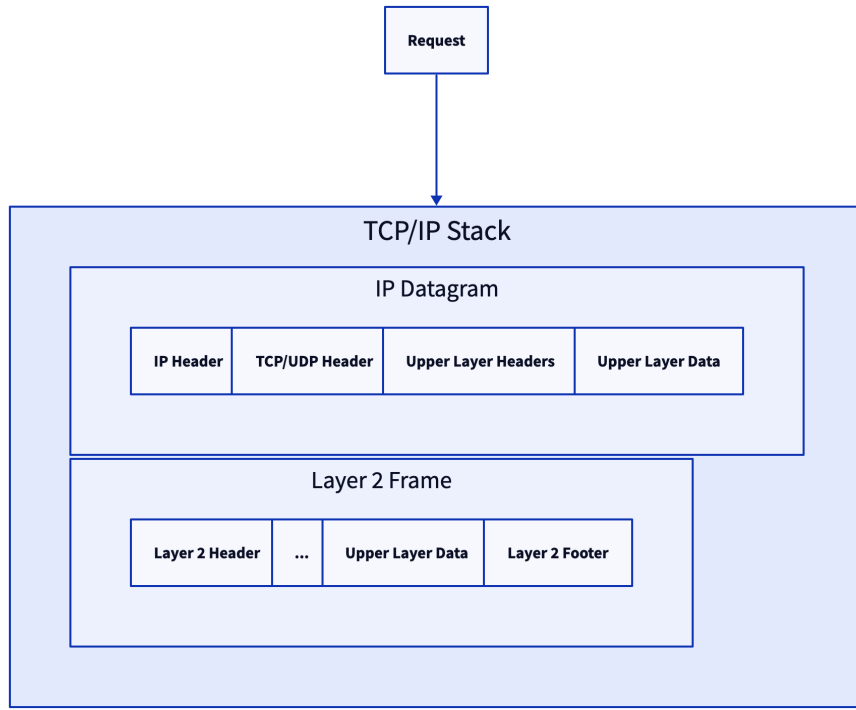 Request
TCP/IP Stack
IP Datagram
IP Header TCP/UDP Header Upper Layer Headers Upper Layer Data
Layer 2 Frame
Layer 2 Header ... Upper Layer Data Layer 2 Footer